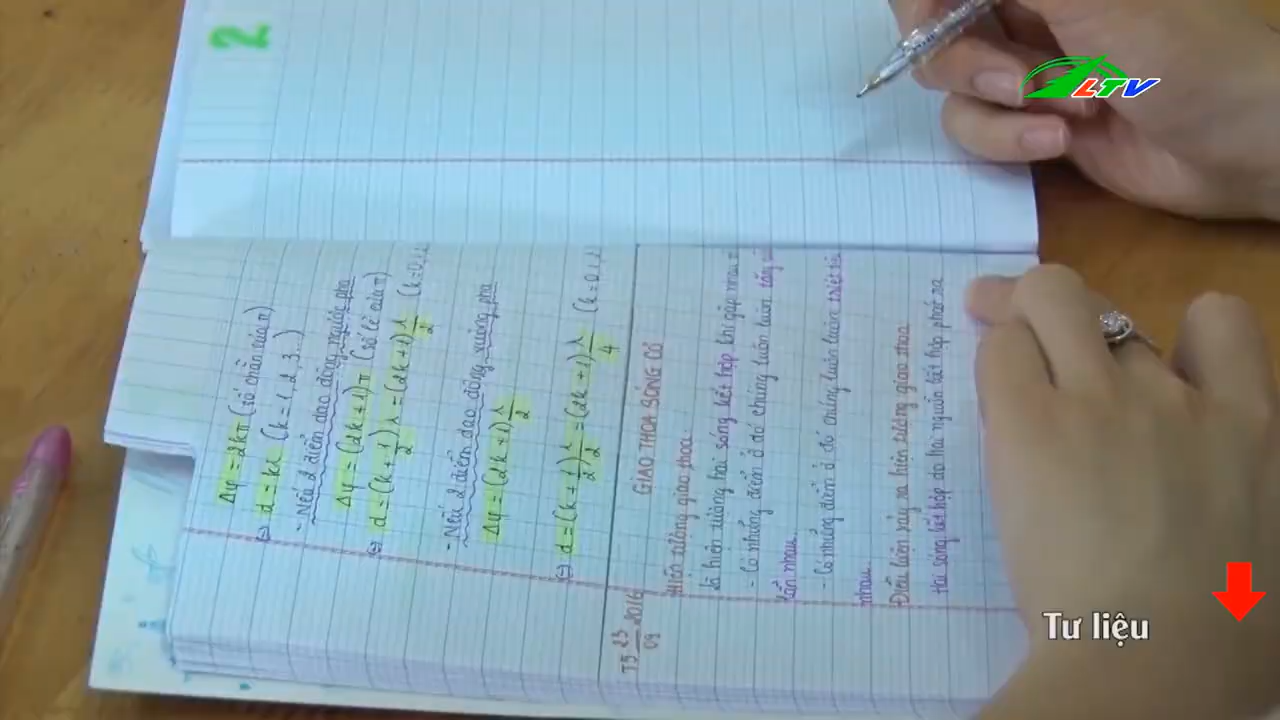 2
LTV
Δφ = 2kπ (số chẵn của π)
(=) d = kλ (k = 1, 2, 3...)
- Nếu 2 điểm dao động ngược pha
Δφ = (2k+1)π (số lẻ của π)
(=) d = (k + 1/2) λ = (2k+1) λ/2 (k = 0, 1,
- Nếu 2 điểm dao động vuông pha
Δφ = (2k+1) π/2
(=) d = (k + 1/2) λ/2 = (2k+1) λ/4 (k = 0, 1, 2
T5 23/09 2016
GIAO THOA SÓNG CƠ
Hiện tượng giao thoa:
là hiện tượng hai sóng kết hợp khi gặp nhau
- Có những điểm ở đó chúng luôn luôn tăng
lẫn nhau.
- Có những điểm ở đó chúng luôn luôn triệt
nhau.
Điều kiện xảy ra hiện tượng giao thoa
Hai sóng kết hợp do hai nguồn kết hợp phát ra
Tư liệu